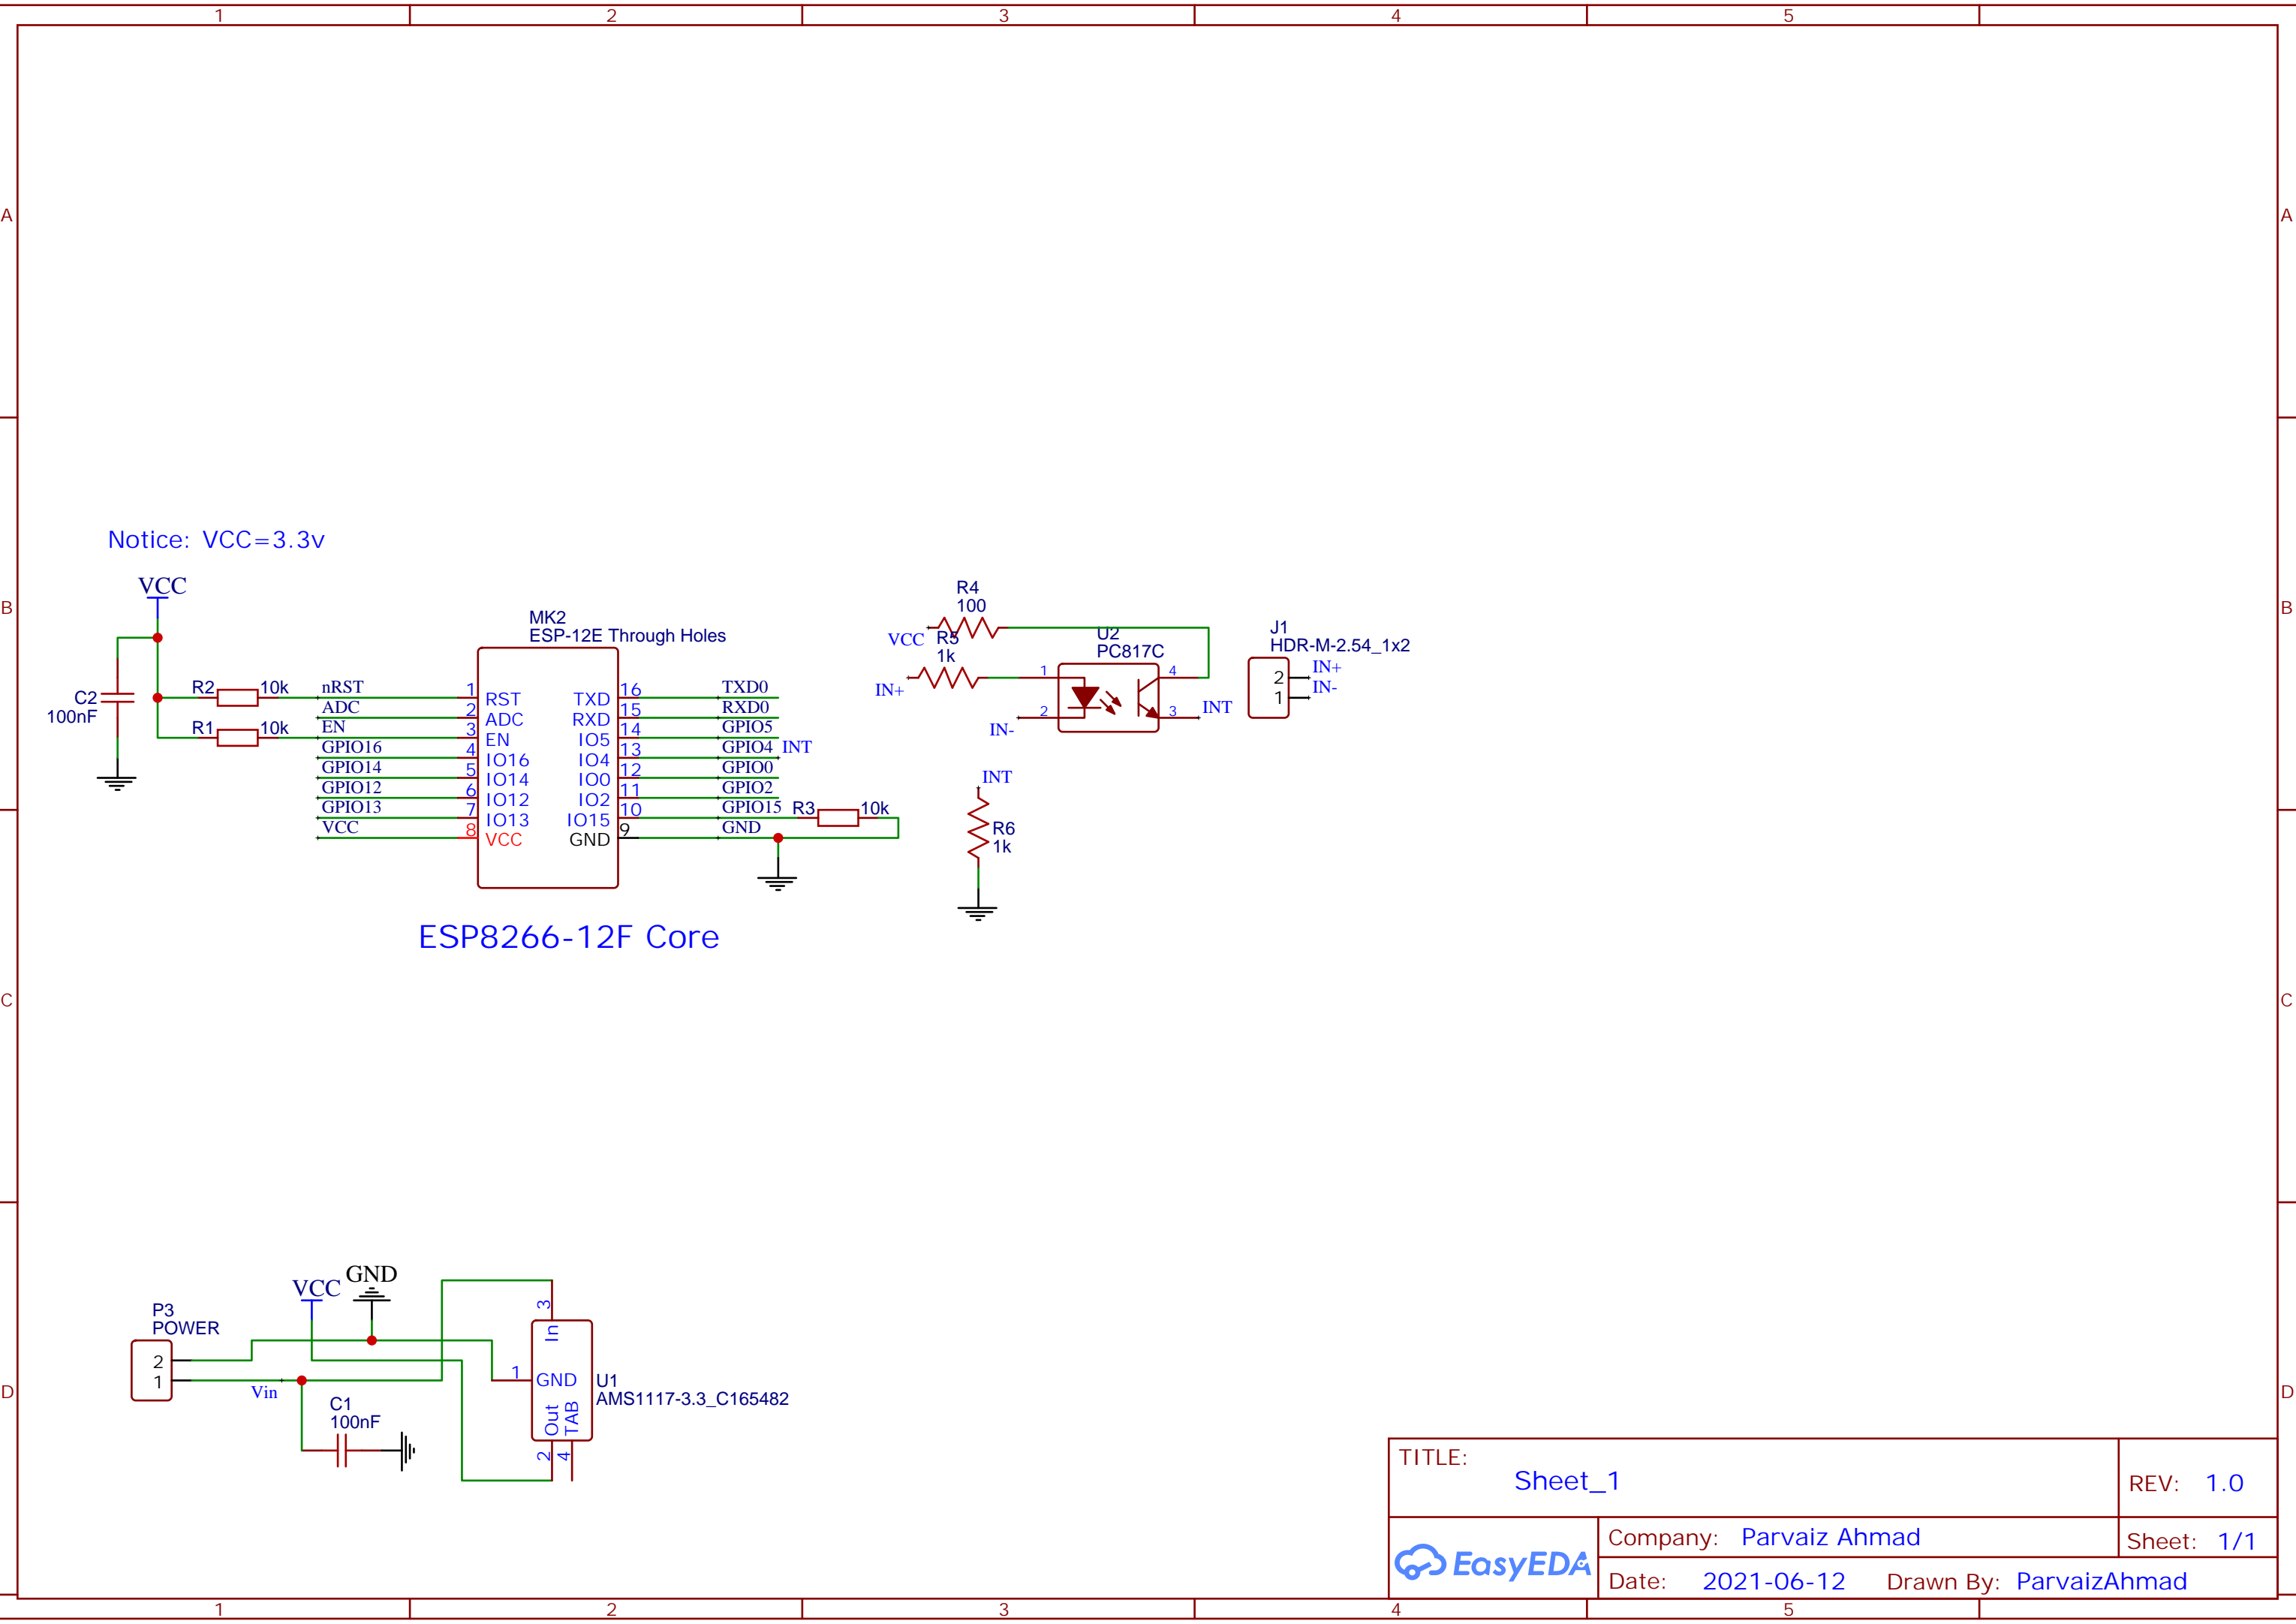 1 2 3 4 5
A A
B B
C C
D D
Notice: VCC=3.3v
VCC
C2
100nF
R2 10k
R1 10k
nRST
ADC
EN
GPIO16
GPIO14
GPIO12
GPIO13
VCC
MK2
ESP-12E Through Holes
1 RST TXD 16
2 ADC RXD 15
3 EN IO5 14
4 IO16 IO4 13
5 IO14 IO0 12
6 IO12 IO2 11
7 IO13 IO15 10
8 VCC GND 9
TXD0
RXD0
GPIO5
GPIO4 INT
GPIO0
GPIO2
GPIO15 R3 10k
GND
ESP8266-12F Core
R4
100
VCC
R5
1k
IN+
IN-
U2
PC817C
1 4
2 3
INT
J1
HDR-M-2.54_1x2
2 IN+
1 IN-
INT
R6
1k
P3
POWER
2
1
VCC
GND
Vin
C1
100nF
3 In
1 GND
Out TAB
2 4
U1
AMS1117-3.3_C165482
TITLE:
Sheet_1
REV: 1.0
EasyEDA
Company: Parvaiz Ahmad
Sheet: 1/1
Date: 2021-06-12 Drawn By: ParvaizAhmad
1 2 3 4 5